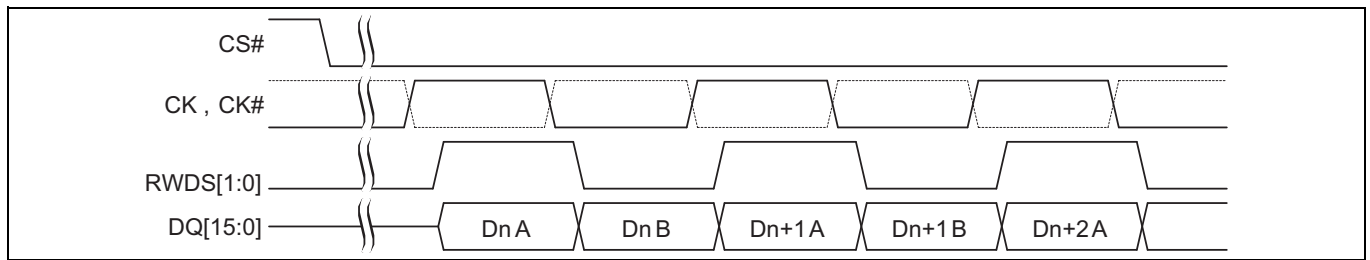 CS#
CK , CK#
RWDS[1:0]
DQ[15:0]
Dn A Dn B Dn+1 A Dn+1 B Dn+2 A